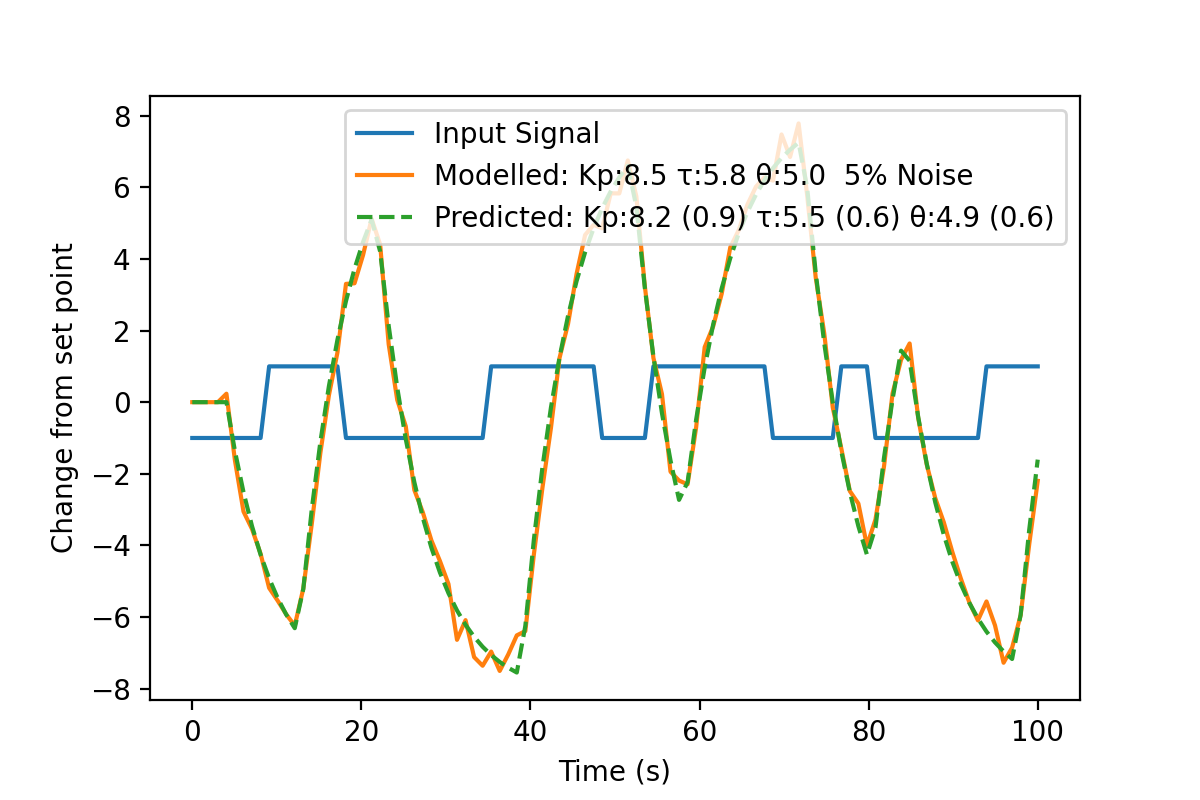 Input Signal
Modelled: Kp:8.5 τ:5.8 θ:5.0  5% Noise
Predicted: Kp:8.2 (0.9) τ:5.5 (0.6) θ:4.9 (0.6)
8
6
4
2
0
−2
−4
−6
−8
Change from set point
0 20 40 60 80 100
Time (s)